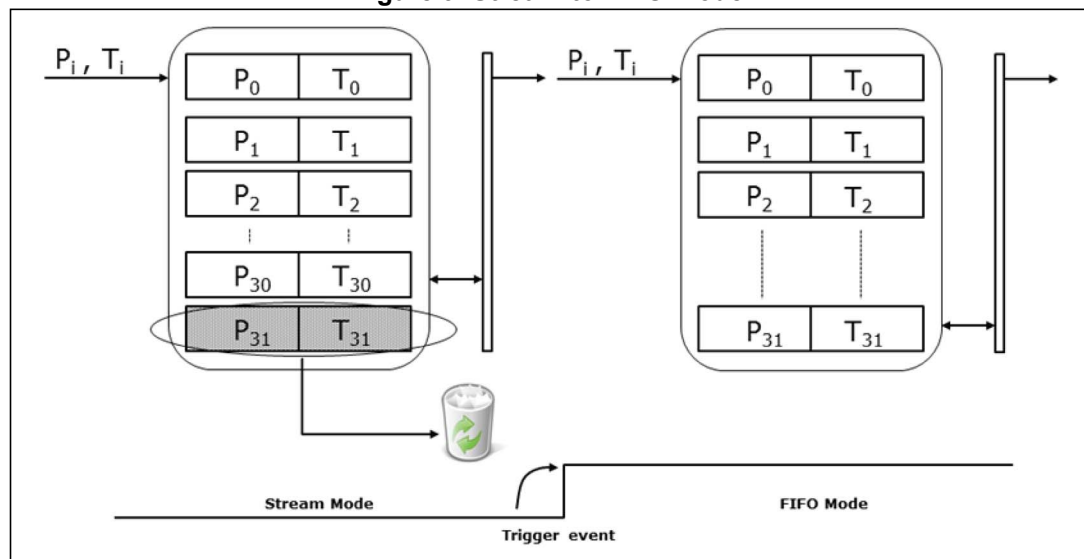 Pi , Ti
P0 T0
P1 T1
P2 T2
P30 T30
P31 T31
Pi , Ti
P0 T0
P1 T1
P2 T2
P31 T31
Stream Mode
Trigger event
FIFO Mode